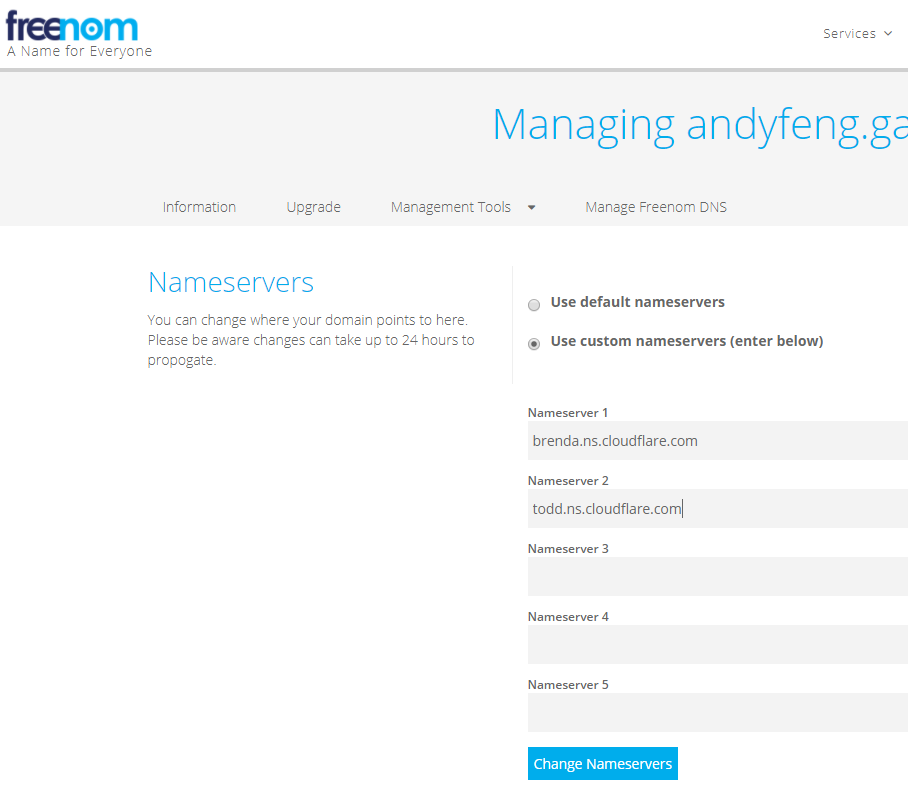 freenom
A Name for Everyone
Services
Managing andyfeng.ga
Information
Upgrade
Management Tools
Manage Freenom DNS
Nameservers
You can change where your domain points to here.
Please be aware changes can take up to 24 hours to
propogate.
Use default nameservers
Use custom nameservers (enter below)
Nameserver 1
brenda.ns.cloudflare.com
Nameserver 2
todd.ns.cloudflare.com
Nameserver 3
Nameserver 4
Nameserver 5
Change Nameservers